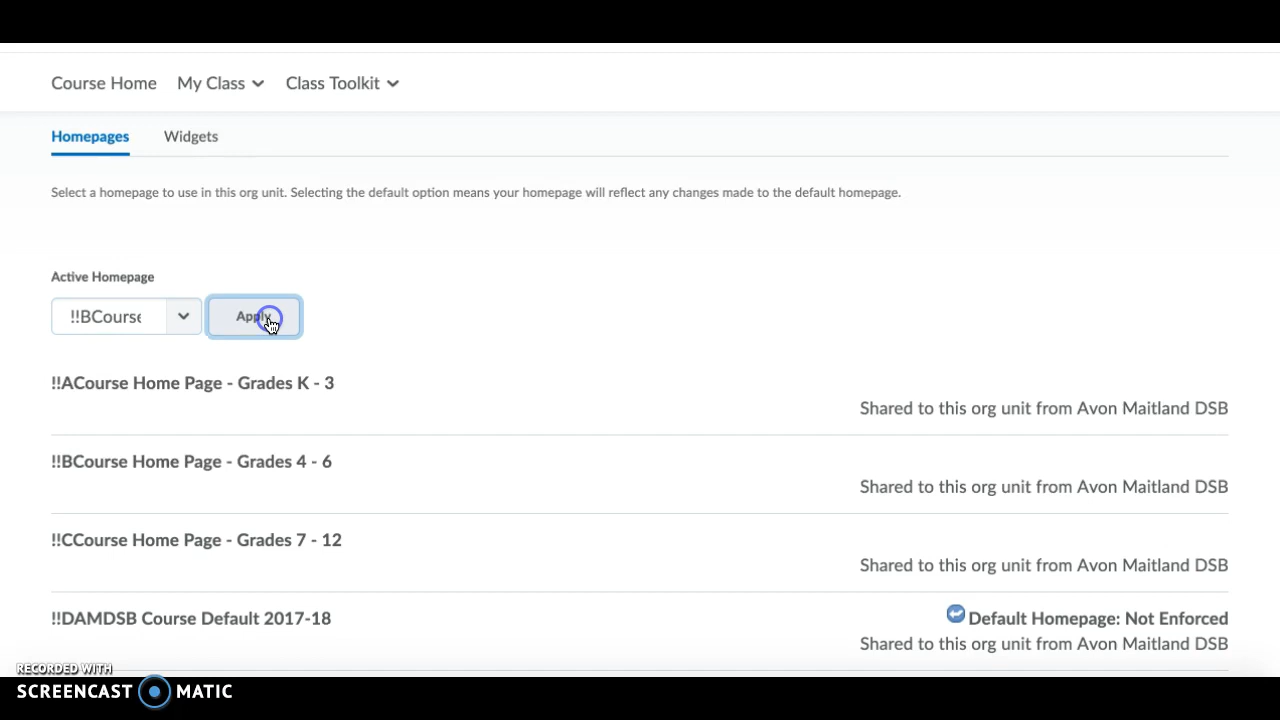 Course Home My Class Class Toolkit
Homepages Widgets
Select a homepage to use in this org unit. Selecting the default option means your homepage will reflect any changes made to the default homepage.
Active Homepage
!!BCourse Apply
!!ACourse Home Page - Grades K - 3
Shared to this org unit from Avon Maitland DSB
!!BCourse Home Page - Grades 4 - 6
Shared to this org unit from Avon Maitland DSB
!!CCourse Home Page - Grades 7 - 12
Shared to this org unit from Avon Maitland DSB
!!DAMDSB Course Default 2017-18 Default Homepage: Not Enforced
Shared to this org unit from Avon Maitland DSB
RECORDED WITH
SCREENCAST MATIC